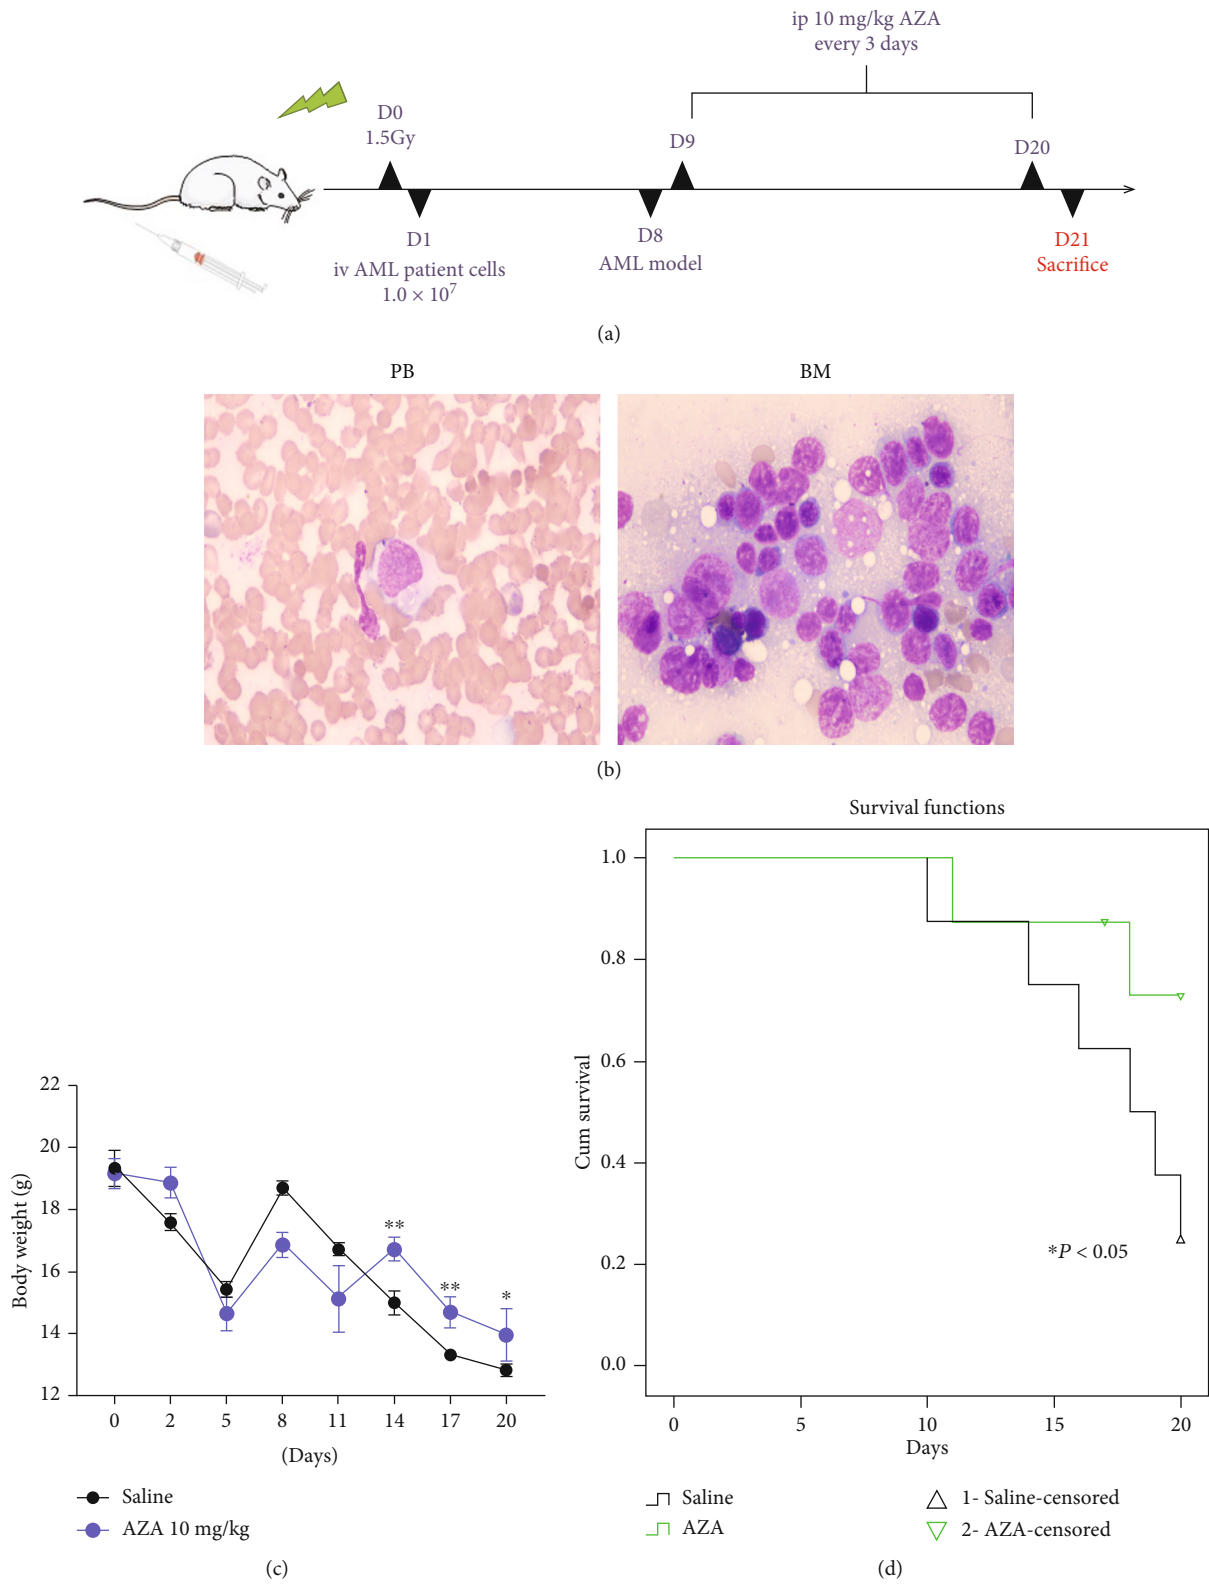 ip 10 mg/kg AZA
every 3 days
D0
1.5Gy
D9
D20
D1
iv AML patient cells
1.0 × 10⁷
D8
AML model
D21
Sacrifice
(a)
PB
BM
(b)
Body weight (g)
22
20
18
16
14
12
**
**
*
0 2 5 8 11 14 17 20
(Days)
Saline
AZA 10 mg/kg
(c)
Survival functions
Cum survival
1.0
0.8
0.6
0.4
0.2
0.0
*P < 0.05
0 5 10 15 20
Days
Saline
AZA
1- Saline-censored
2- AZA-censored
(d)